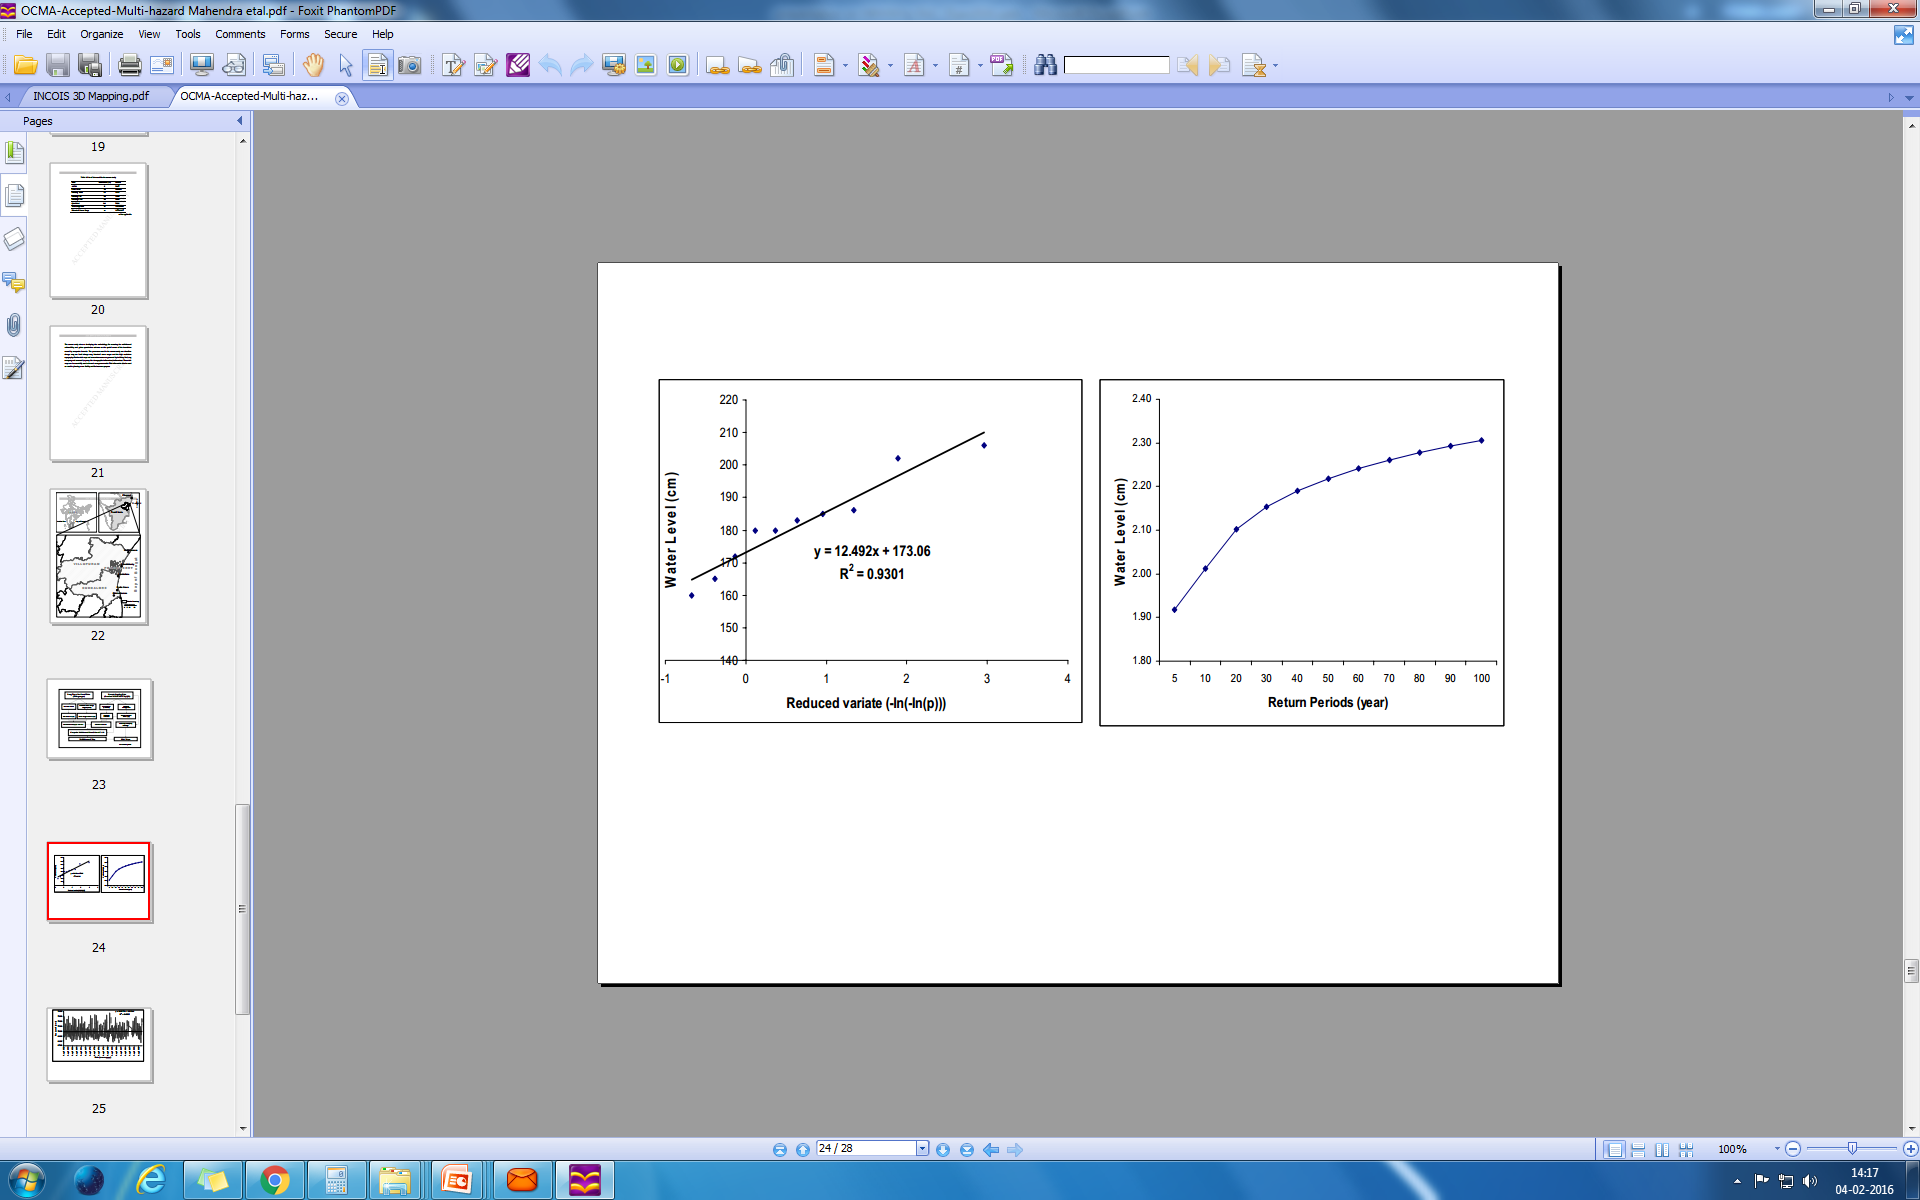 OCMA-Accepted-Multi-hazard Mahendra etal.pdf - Foxit PhantomPDF
File Edit Organize View Tools Comments Forms Secure Help
INCOIS 3D Mapping.pdf
OCMA-Accepted-Multi-haz...
Pages
19
20
21
22
23
24
25
220
210
200
190
180
170
160
150
140
-1 0 1 2 3 4
Water Level (cm)
y = 12.492x + 173.06
R2 = 0.9301
Reduced variate (-ln(-ln(p)))
2.40
2.30
2.20
2.10
2.00
1.90
1.80
5 10 20 30 40 50 60 70 80 90 100
Water Level (cm)
Return Periods (year)
24 / 28
100%
14:17
04-02-2016